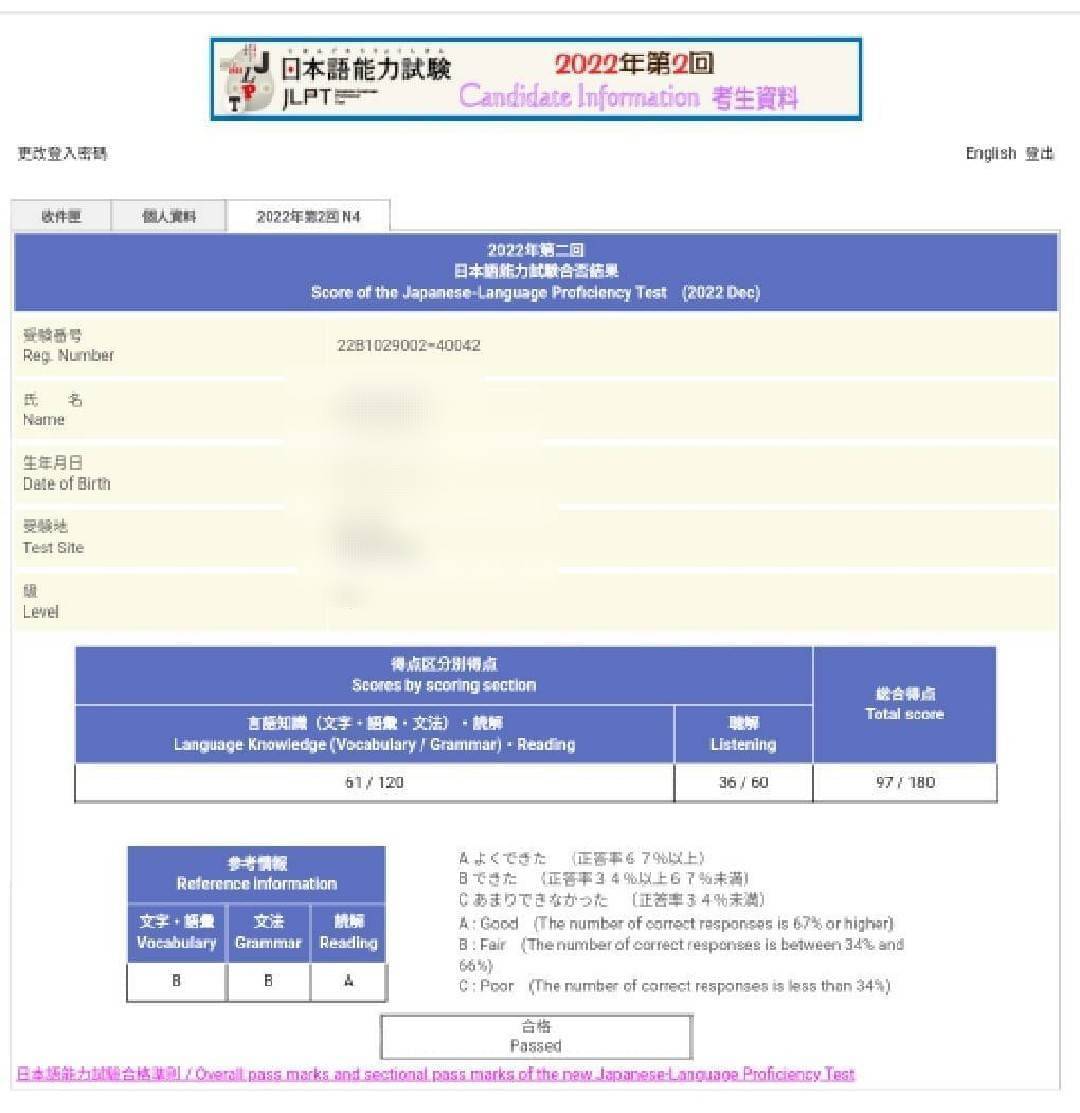 日本語能力試験
JLPT
2022年第2回
Candidate Information 考生資料
更改登入密碼
English 登出
收件匣 個人資料 2022年第2回 N4
2022年第二回
日本語能力試験合否結果
Score of the Japanese-Language Proficiency Test (2022 Dec)
受験番号
Reg. Number
22B1029002-40042
氏 名
Name
生年月日
Date of Birth
受験地
Test Site
級
Level
得点区分別得点
Scores by scoring section
総合得点
Total score
言語知識（文字・語彙・文法）・読解
Language Knowledge (Vocabulary / Grammar)・Reading
聴解
Listening
61 / 120 36 / 60 97 / 180
参考情報
Reference Information
文字・語彙 文法 読解
Vocabulary Grammar Reading
B B A
A よくできた （正答率６７％以上）
B できた （正答率３４％以上６７％未満）
C あまりできなかった （正答率３４％未満）
A : Good (The number of correct responses is 67% or higher)
B : Fair (The number of correct responses is between 34% and
66%)
C : Poor (The number of correct responses is less than 34%)
合格
Passed
日本語能力試驗合格準則 / Overall pass marks and sectional pass marks of the new Japanese-Language Proficiency Test